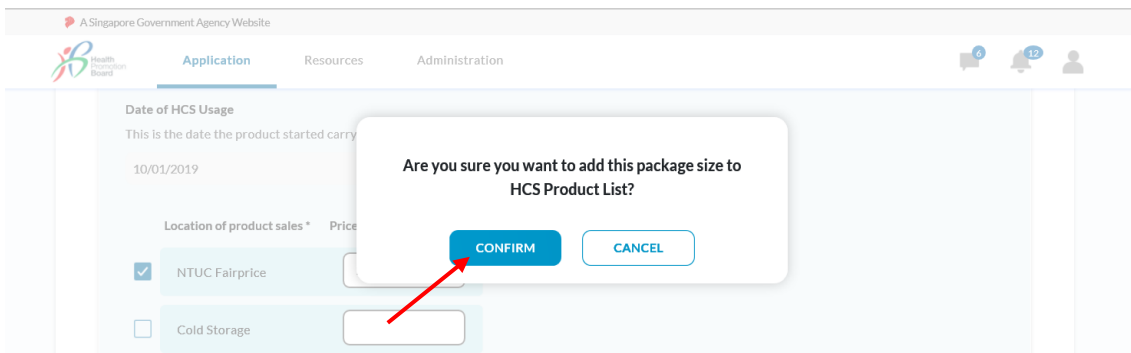 A Singapore Government Agency Website
Health
Promotion
Board
Application
Resources
Administration
6
12
Date of HCS Usage
This is the date the product started carry
10/01/2019
Are you sure you want to add this package size to
HCS Product List?
CONFIRM
CANCEL
Location of product sales *
Price
NTUC Fairprice
Cold Storage